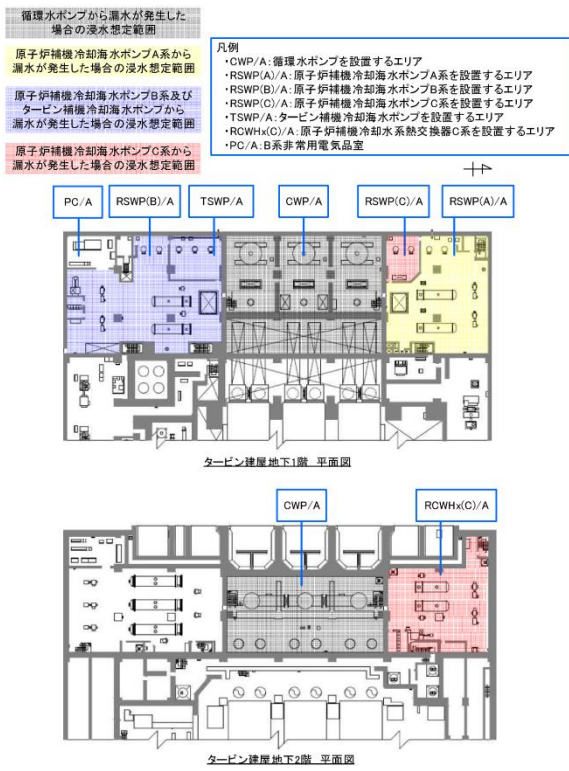 循環水ポンプから漏水が発生した
場合の浸水想定範囲
原子炉補機冷却海水ポンプA系から
漏水が発生した場合の浸水想定範囲
原子炉補機冷却海水ポンプB系及び
タービン補機冷却海水ポンプから
漏水が発生した場合の浸水想定範囲
原子炉補機冷却海水ポンプC系から
漏水が発生した場合の浸水想定範囲
凡例
・CWP/A:循環水ポンプを設置するエリア
・RSWP(A)/A:原子炉補機冷却海水ポンプA系を設置するエリア
・RSWP(B)/A:原子炉補機冷却海水ポンプB系を設置するエリア
・RSWP(C)/A:原子炉補機冷却海水ポンプC系を設置するエリア
・TSWP/A:タービン補機冷却海水ポンプを設置するエリア
・RCWHx(C)/A:原子炉補機冷却水系熱交換器C系を設置するエリア
・PC/A:B系非常用電気品室
PC/A
RSWP(B)/A
TSWP/A
CWP/A
RSWP(C)/A
RSWP(A)/A
タービン建屋地下1階 平面図
CWP/A
RCWHx(C)/A
タービン建屋地下2階 平面図